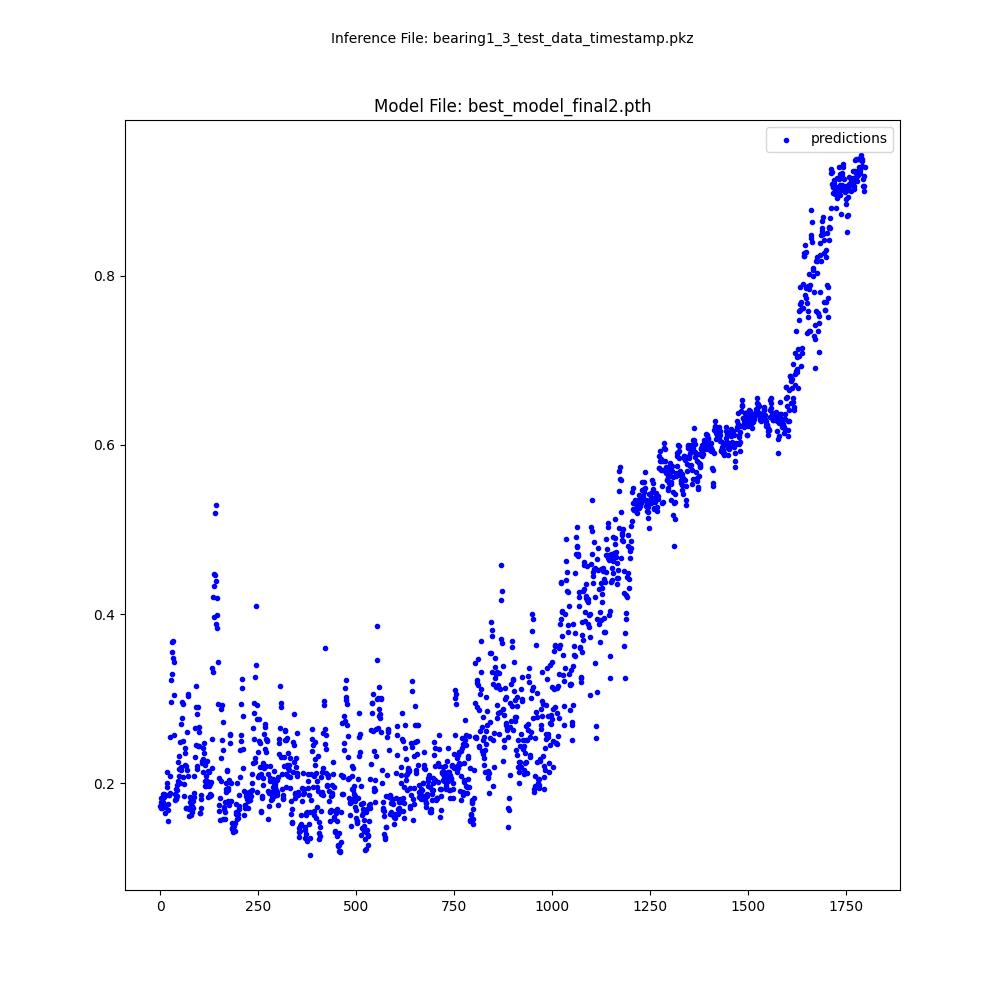 Inference File: bearing1_3_test_data_timestamp.pkz
Model File: best_model_final2.pth
predictions
0.8
0.6
0.4
0.2
0 250 500 750 1000 1250 1500 1750